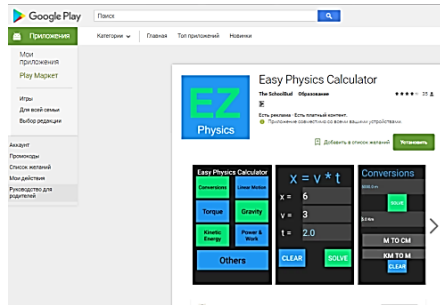 Google Play
Поиск
Приложения
Категории
Главная
Топ приложений
Новинки
Мои
приложения
Play Маркет
Игры
Для всей семьи
Выбор редакции
Аккаунт
Промокоды
Список желаний
Мои действия
Руководство для
родителей
Easy Physics Calculator
The SchoolBud Образование
EZ
Physics
Есть реклама · Есть платный контент.
Приложение совместимо со всеми вашими устройствами.
Добавить в список желаний
Установить
Easy Physics Calculator
Conversions
Linear Motion
Torque
Gravity
Kinetic
Energy
Power &
Work
Others
x = v * t
x = 6
v = 3
t = 2.0
CLEAR
SOLVE
Conversions
SOLVE
M TO CM
KM TO M
CLEAR